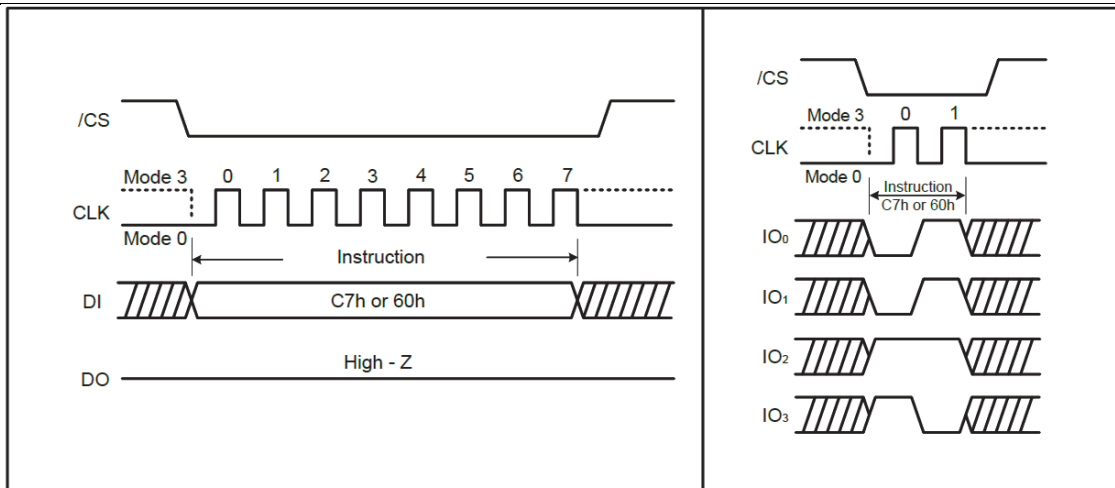 /CS
Mode 3 0 1 2 3 4 5 6 7
CLK
Mode 0
Instruction
DI C7h or 60h
High - Z
DO
/CS
Mode 3 0 1
CLK
Mode 0 Instruction
C7h or 60h
IO₀
IO₁
IO₂
IO₃